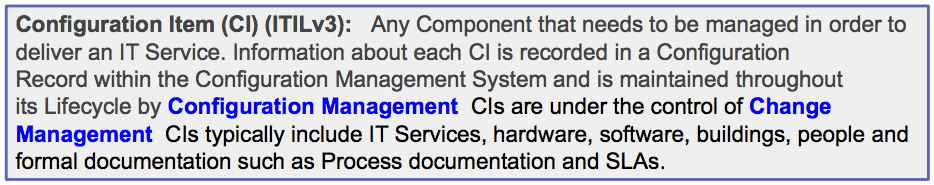 Configuration Item (CI) (ITILv3): Any Component that needs to be managed in order to
deliver an IT Service. Information about each CI is recorded in a Configuration
Record within the Configuration Management System and is maintained throughout
its Lifecycle by Configuration Management CIs are under the control of Change
Management CIs typically include IT Services, hardware, software, buildings, people and
formal documentation such as Process documentation and SLAs.